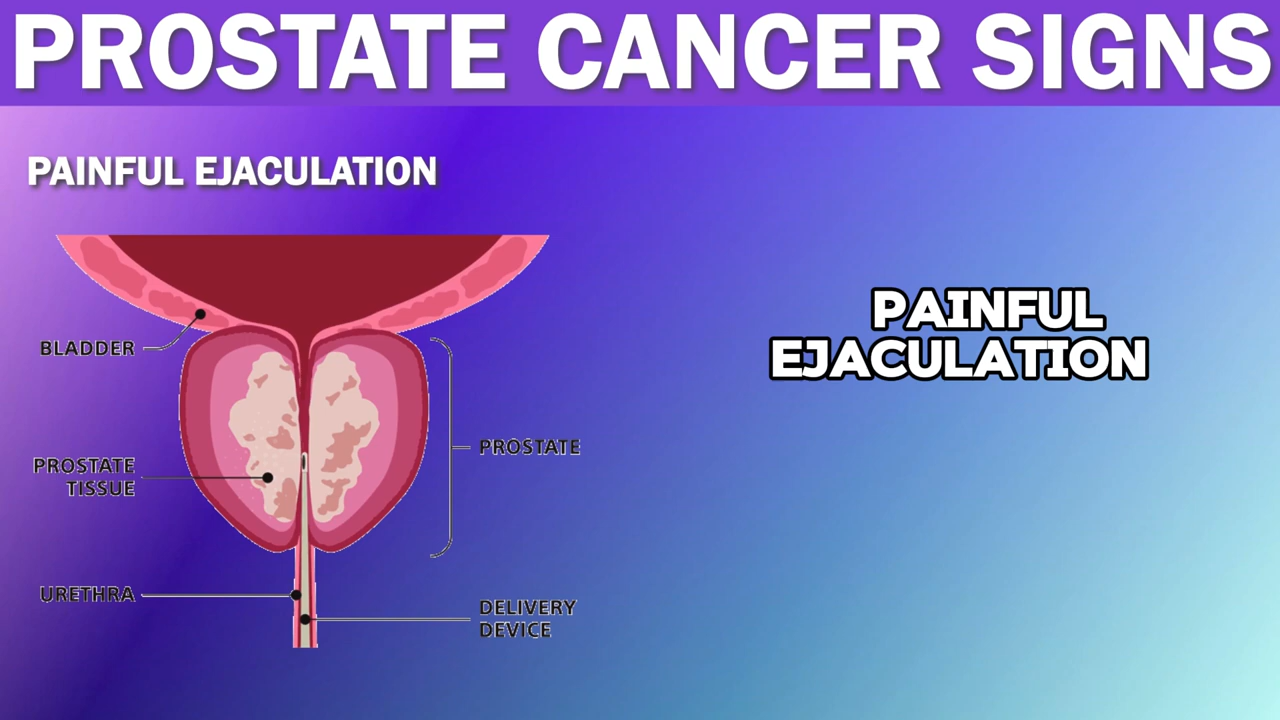 PROSTATE CANCER SIGNS
PAINFUL EJACULATION
BLADDER
PROSTATE
TISSUE
URETHRA
PROSTATE
DELIVERY
DEVICE
PAINFUL
EJACULATION